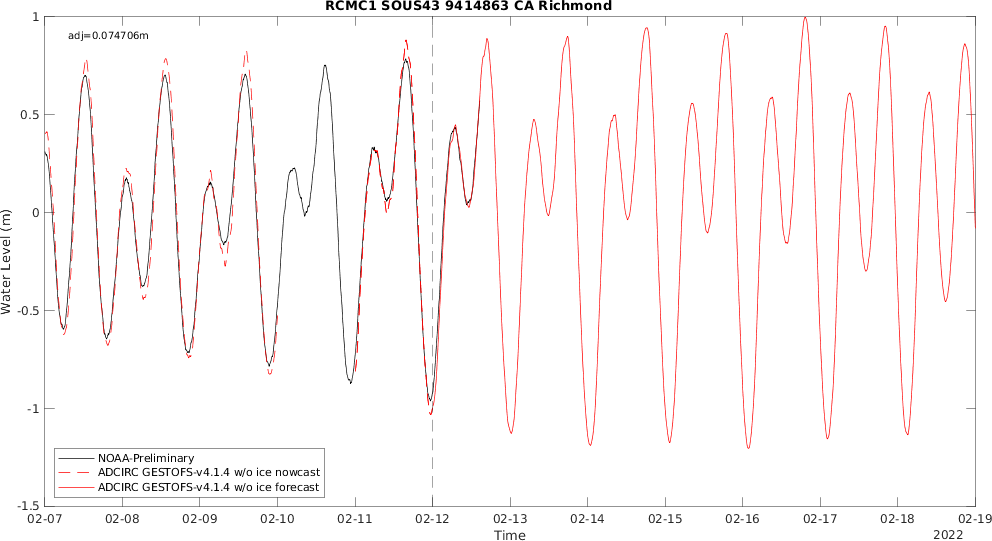 RCMC1 SOUS43 9414863 CA Richmond
adj=0.074706m
1
0.5
0
-0.5
-1
-1.5
Water Level (m)
NOAA-Preliminary
ADCIRC GESTOFS-v4.1.4 w/o ice nowcast
ADCIRC GESTOFS-v4.1.4 w/o ice forecast
02-07 02-08 02-09 02-10 02-11 02-12 02-13 02-14 02-15 02-16 02-17 02-18 02-19
Time
2022